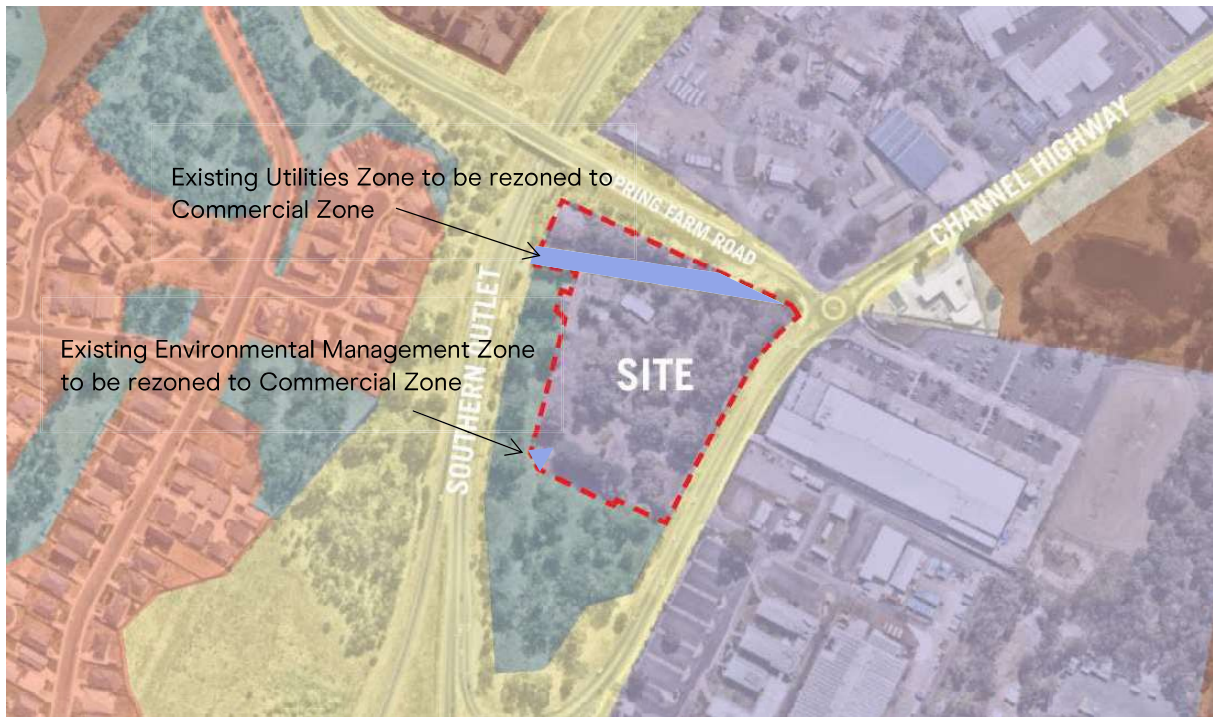 Existing Utilities Zone to be rezoned to
Commercial Zone
SPRING FARM ROAD
CHANNEL HIGHWAY
Existing Environmental Management Zone
to be rezoned to Commercial Zone
SOUTHERN OUTLET
SITE